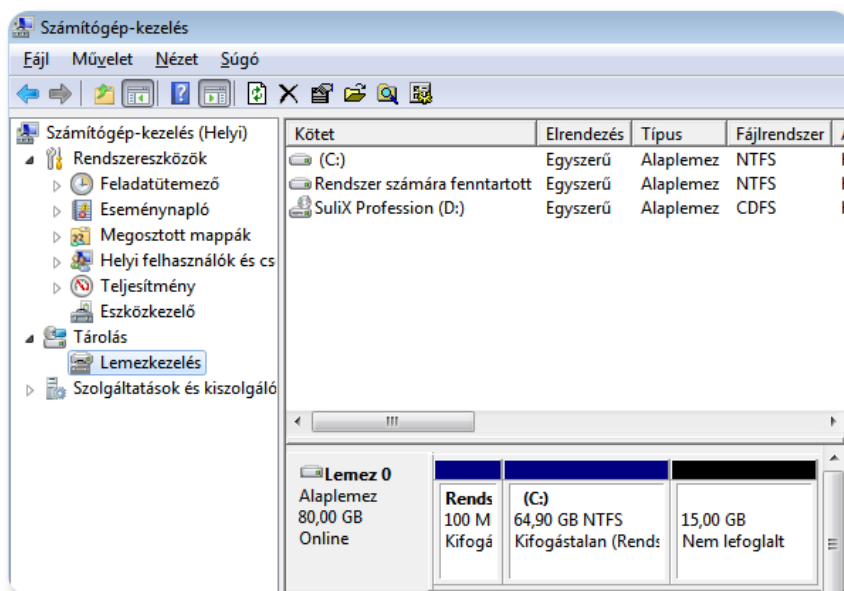 Számítógép-kezelés
Fájl Művelet Nézet Súgó
Számítógép-kezelés (Helyi)
Rendszereszközök
Feladatütemező
Eseménynapló
Megosztott mappák
Helyi felhasználók és cs
Teljesítmény
Eszközkezelő
Tárolás
Lemezkezelés
Szolgáltatások és kiszolgáló
Kötet Elrendezés Típus Fájlrendszer
(C:) Egyszerű Alaplemez NTFS
Rendszer számára fenntartott Egyszerű Alaplemez NTFS
SuliX Profession (D:) Egyszerű Alaplemez CDFS
Lemez 0
Alaplemez
80,00 GB
Online
Rends
100 M
Kifogá
(C:)
64,90 GB NTFS
Kifogástalan (Rends
15,00 GB
Nem lefoglalt